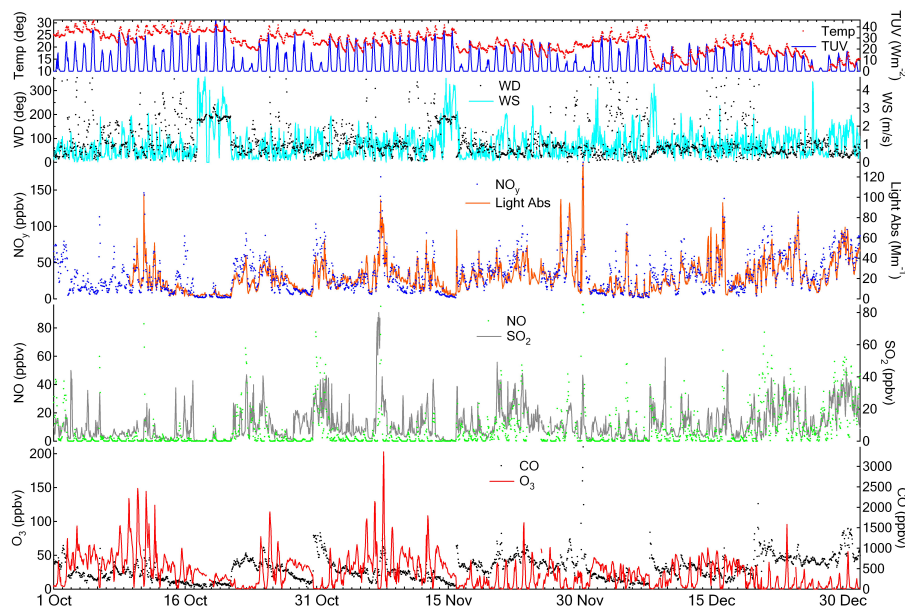 Temp (deg)
30
25
20
15
10
Temp
TUV
40
30
20
10
0
TUV (Wm⁻²)
WD (deg)
300
200
100
0
WD
WS
4
3
2
1
0
WS (m/s)
NOy (ppbv)
150
100
50
0
NOy
Light Abs
120
100
80
60
40
20
0
Light Abs (Mm⁻¹)
NO (ppbv)
80
60
40
20
0
NO
SO₂
80
60
40
20
0
SO₂ (ppbv)
O₃ (ppbv)
200
150
100
50
0
CO
O₃
3000
2500
2000
1500
1000
500
0
CO (ppbv)
1 Oct 16 Oct 31 Oct 15 Nov 30 Nov 15 Dec 30 Dec